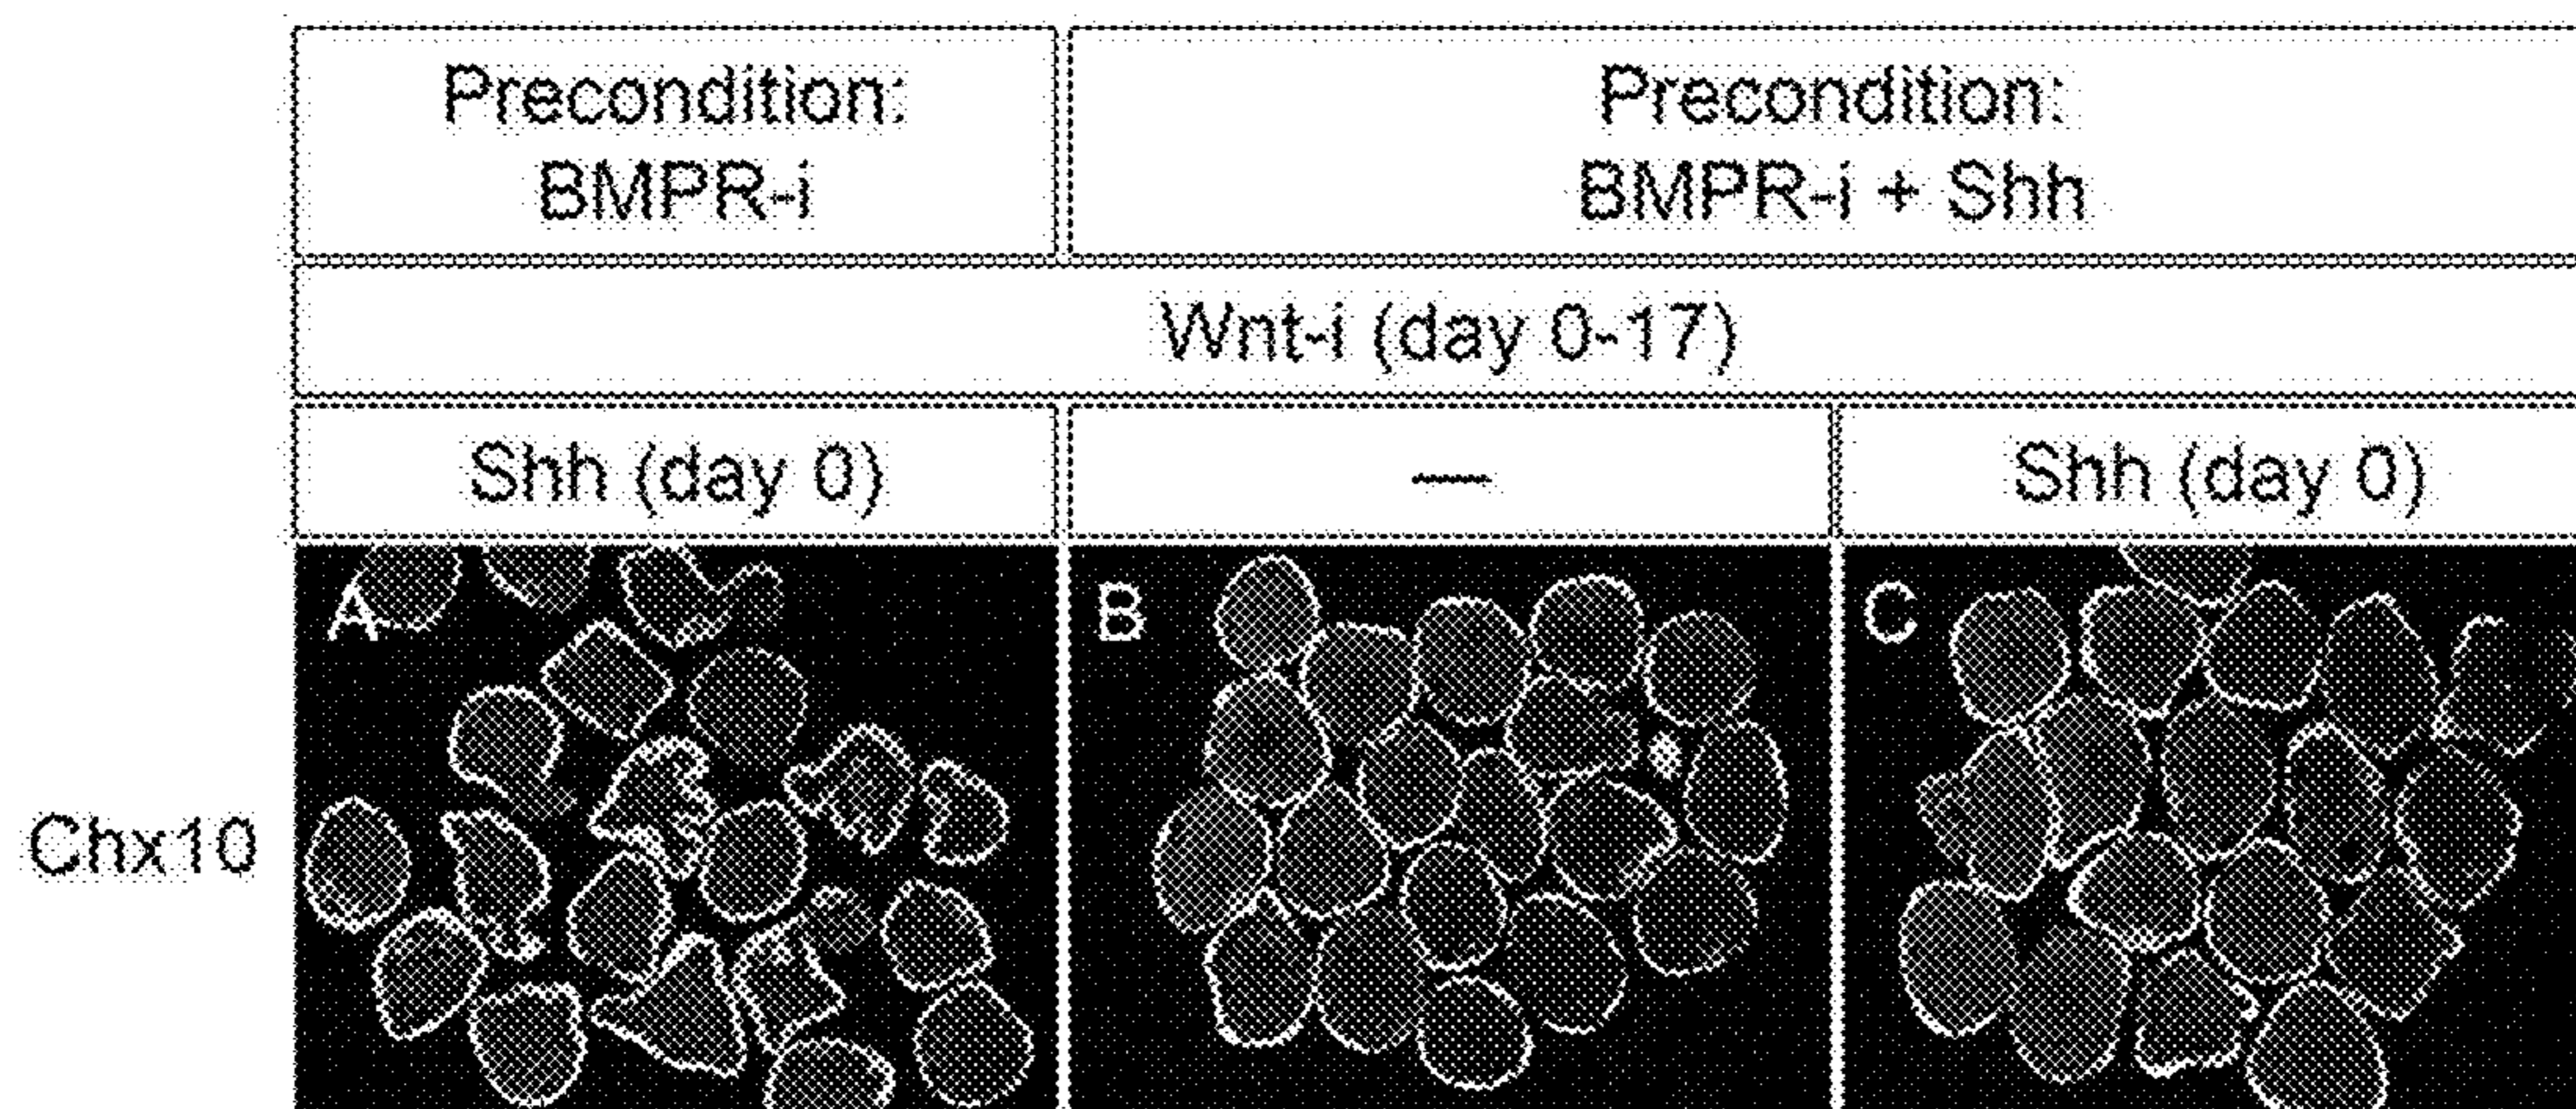 Precondition:
BMPR-i
Precondition:
BMPR-i + Shh
Wnt-i (day 0-17)
Shh (day 0)
—
Shh (day 0)
A
B
C
Chx10